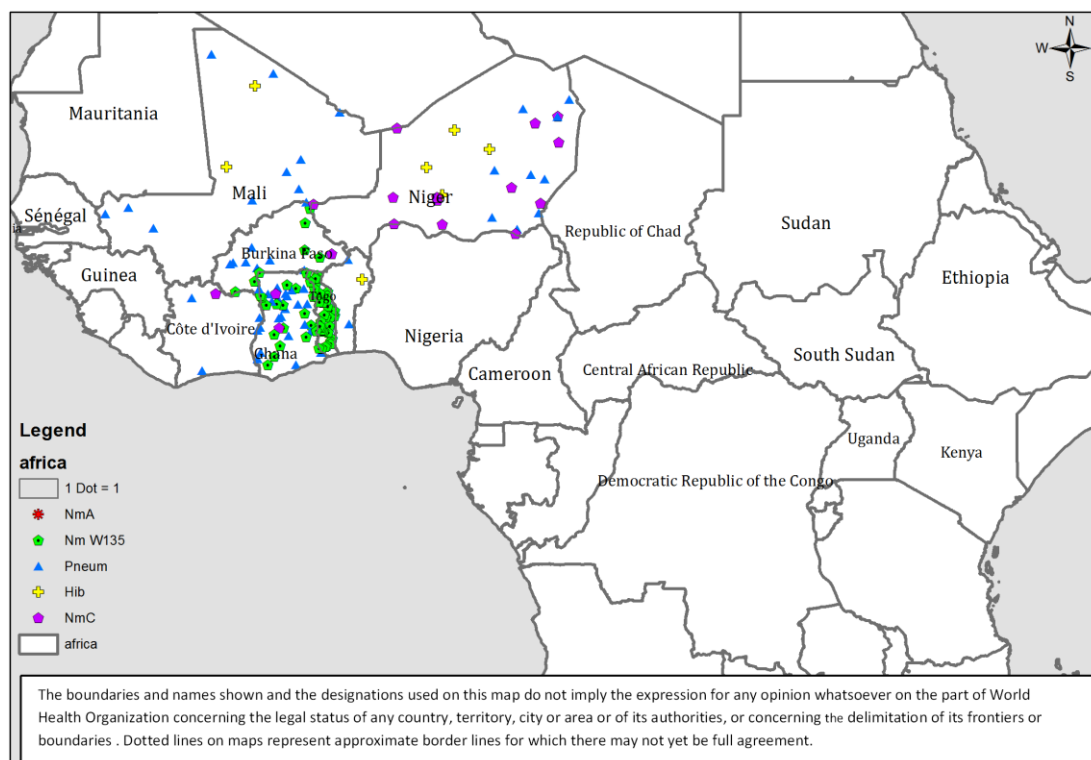 N
W E
S
Mauritania
Mali
Niger
Sénégal
Sudan
Burkina Faso
Republic of Chad
Guinea
Ethiopia
Togo
Côte d'Ivoire
Nigeria
Ghana
South Sudan
Cameroon
Central African Republic
Uganda
Kenya
Democratic Republic of the Congo
Legend
africa
1 Dot = 1
NmA
Nm W135
Pneum
Hib
NmC
africa
The boundaries and names shown and the designations used on this map do not imply the expression for any opinion whatsoever on the part of World
Health Organization concerning the legal status of any country, territory, city or area or of its authorities, or concerning the delimitation of its frontiers or
boundaries . Dotted lines on maps represent approximate border lines for which there may not yet be full agreement.